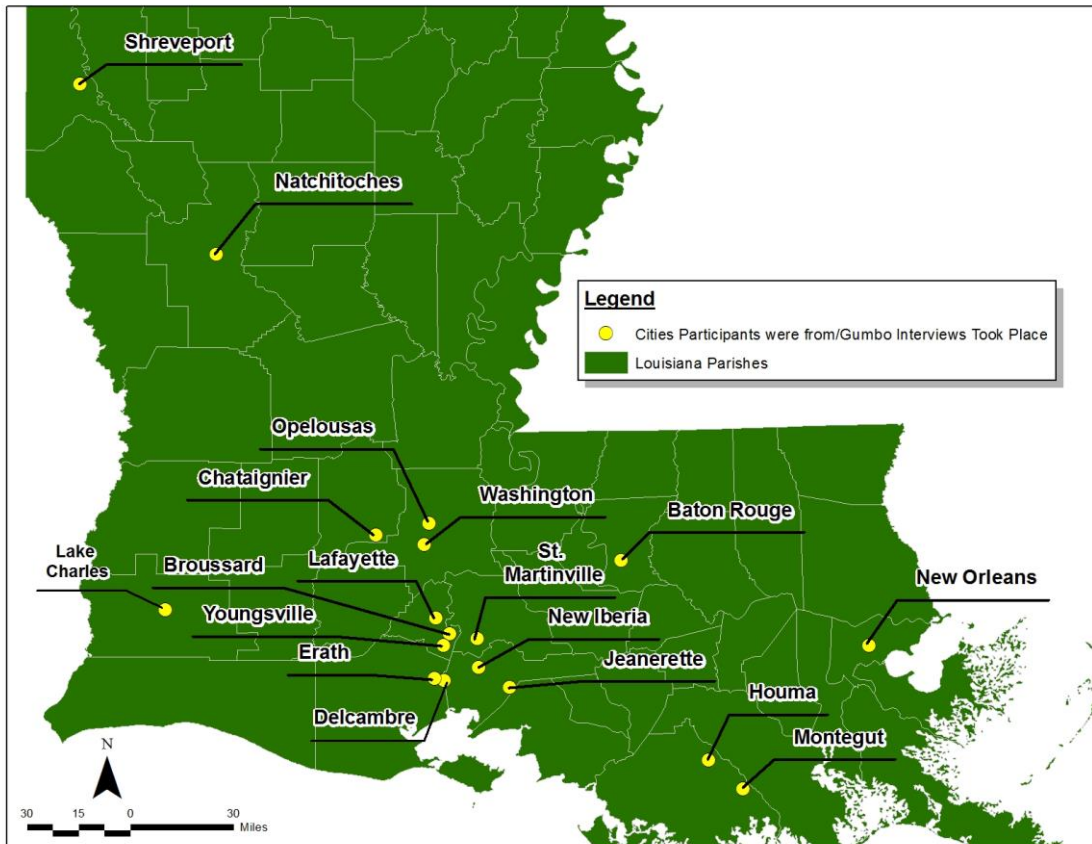 Shreveport
Natchitoches
Legend
Cities Participants were from/Gumbo Interviews Took Place
Louisiana Parishes
Opelousas
Chataignier
Washington
Baton Rouge
Lake
Charles
Broussard
Lafayette
St.
Martinville
New Orleans
Youngsville
New Iberia
Erath
Jeanerette
Delcambre
Houma
Montegut
N
30 15 0 30
Miles